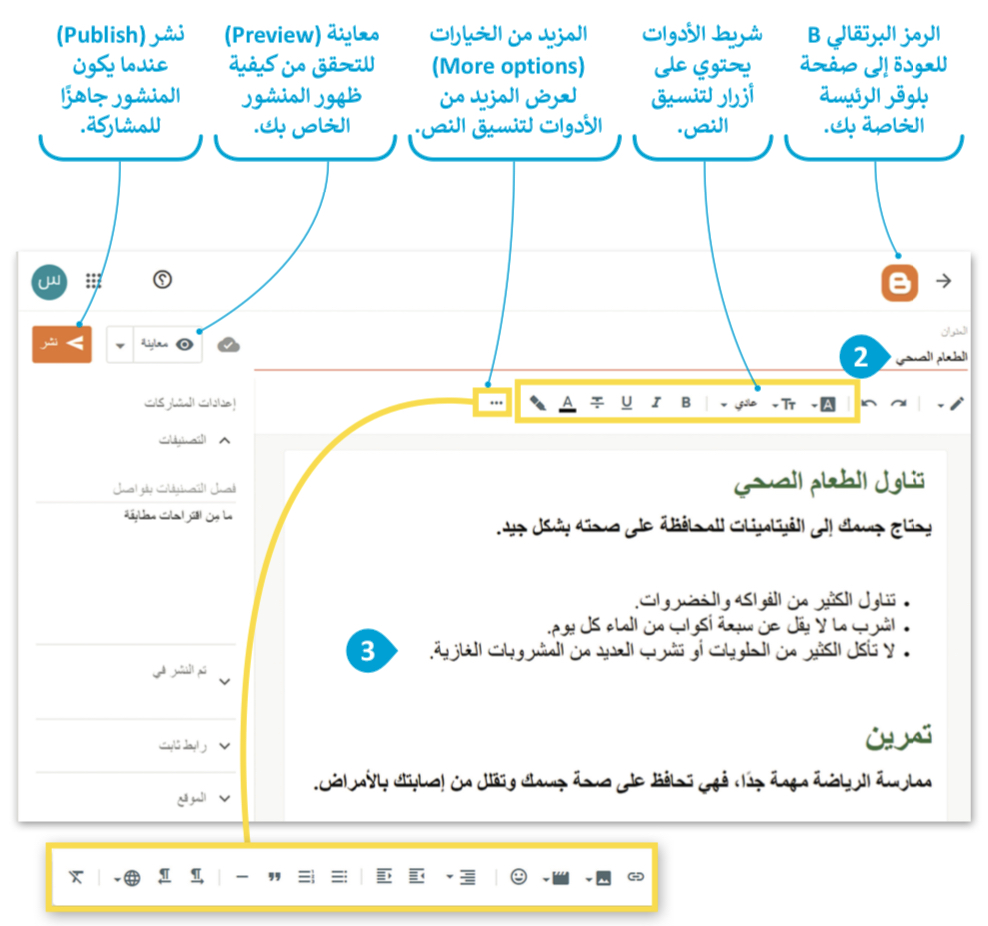 الرمز البرتقالي B
للعودة إلى صفحة
بلوقر الرئيسة
الخاصة بك.
شريط الأدوات
يحتوي على
أزرار لتنسيق
النص.
المزيد من الخيارات
(More options)
لعرض المزيد من
الأدوات لتنسيق النص.
معاينة (Preview)
للتحقق من كيفية
ظهور المنشور
الخاص بك.
نشر (Publish)
عندما يكون
المنشور جاهزًا
للمشاركة.
س
العنوان
الطعام الصحي
2
معاينة
نشر
عادي
B I U A
إعدادات المشاركات
التصنيفات
فصل التصنيفات بفواصل
ما مِن اقتراحات مطابقة
تم النشر في
رابط ثابت
الموقع
تناول الطعام الصحي
يحتاج جسمك إلى الفيتامينات للمحافظة على صحته بشكل جيد.
• تناول الكثير من الفواكه والخضروات.
• اشرب ما لا يقل عن سبعة أكواب من الماء كل يوم.
• لا تأكل الكثير من الحلويات أو تشرب العديد من المشروبات الغازية.
3
تمرين
ممارسة الرياضة مهمة جدًا، فهي تحافظ على صحة جسمك وتقلل من إصابتك بالأمراض.